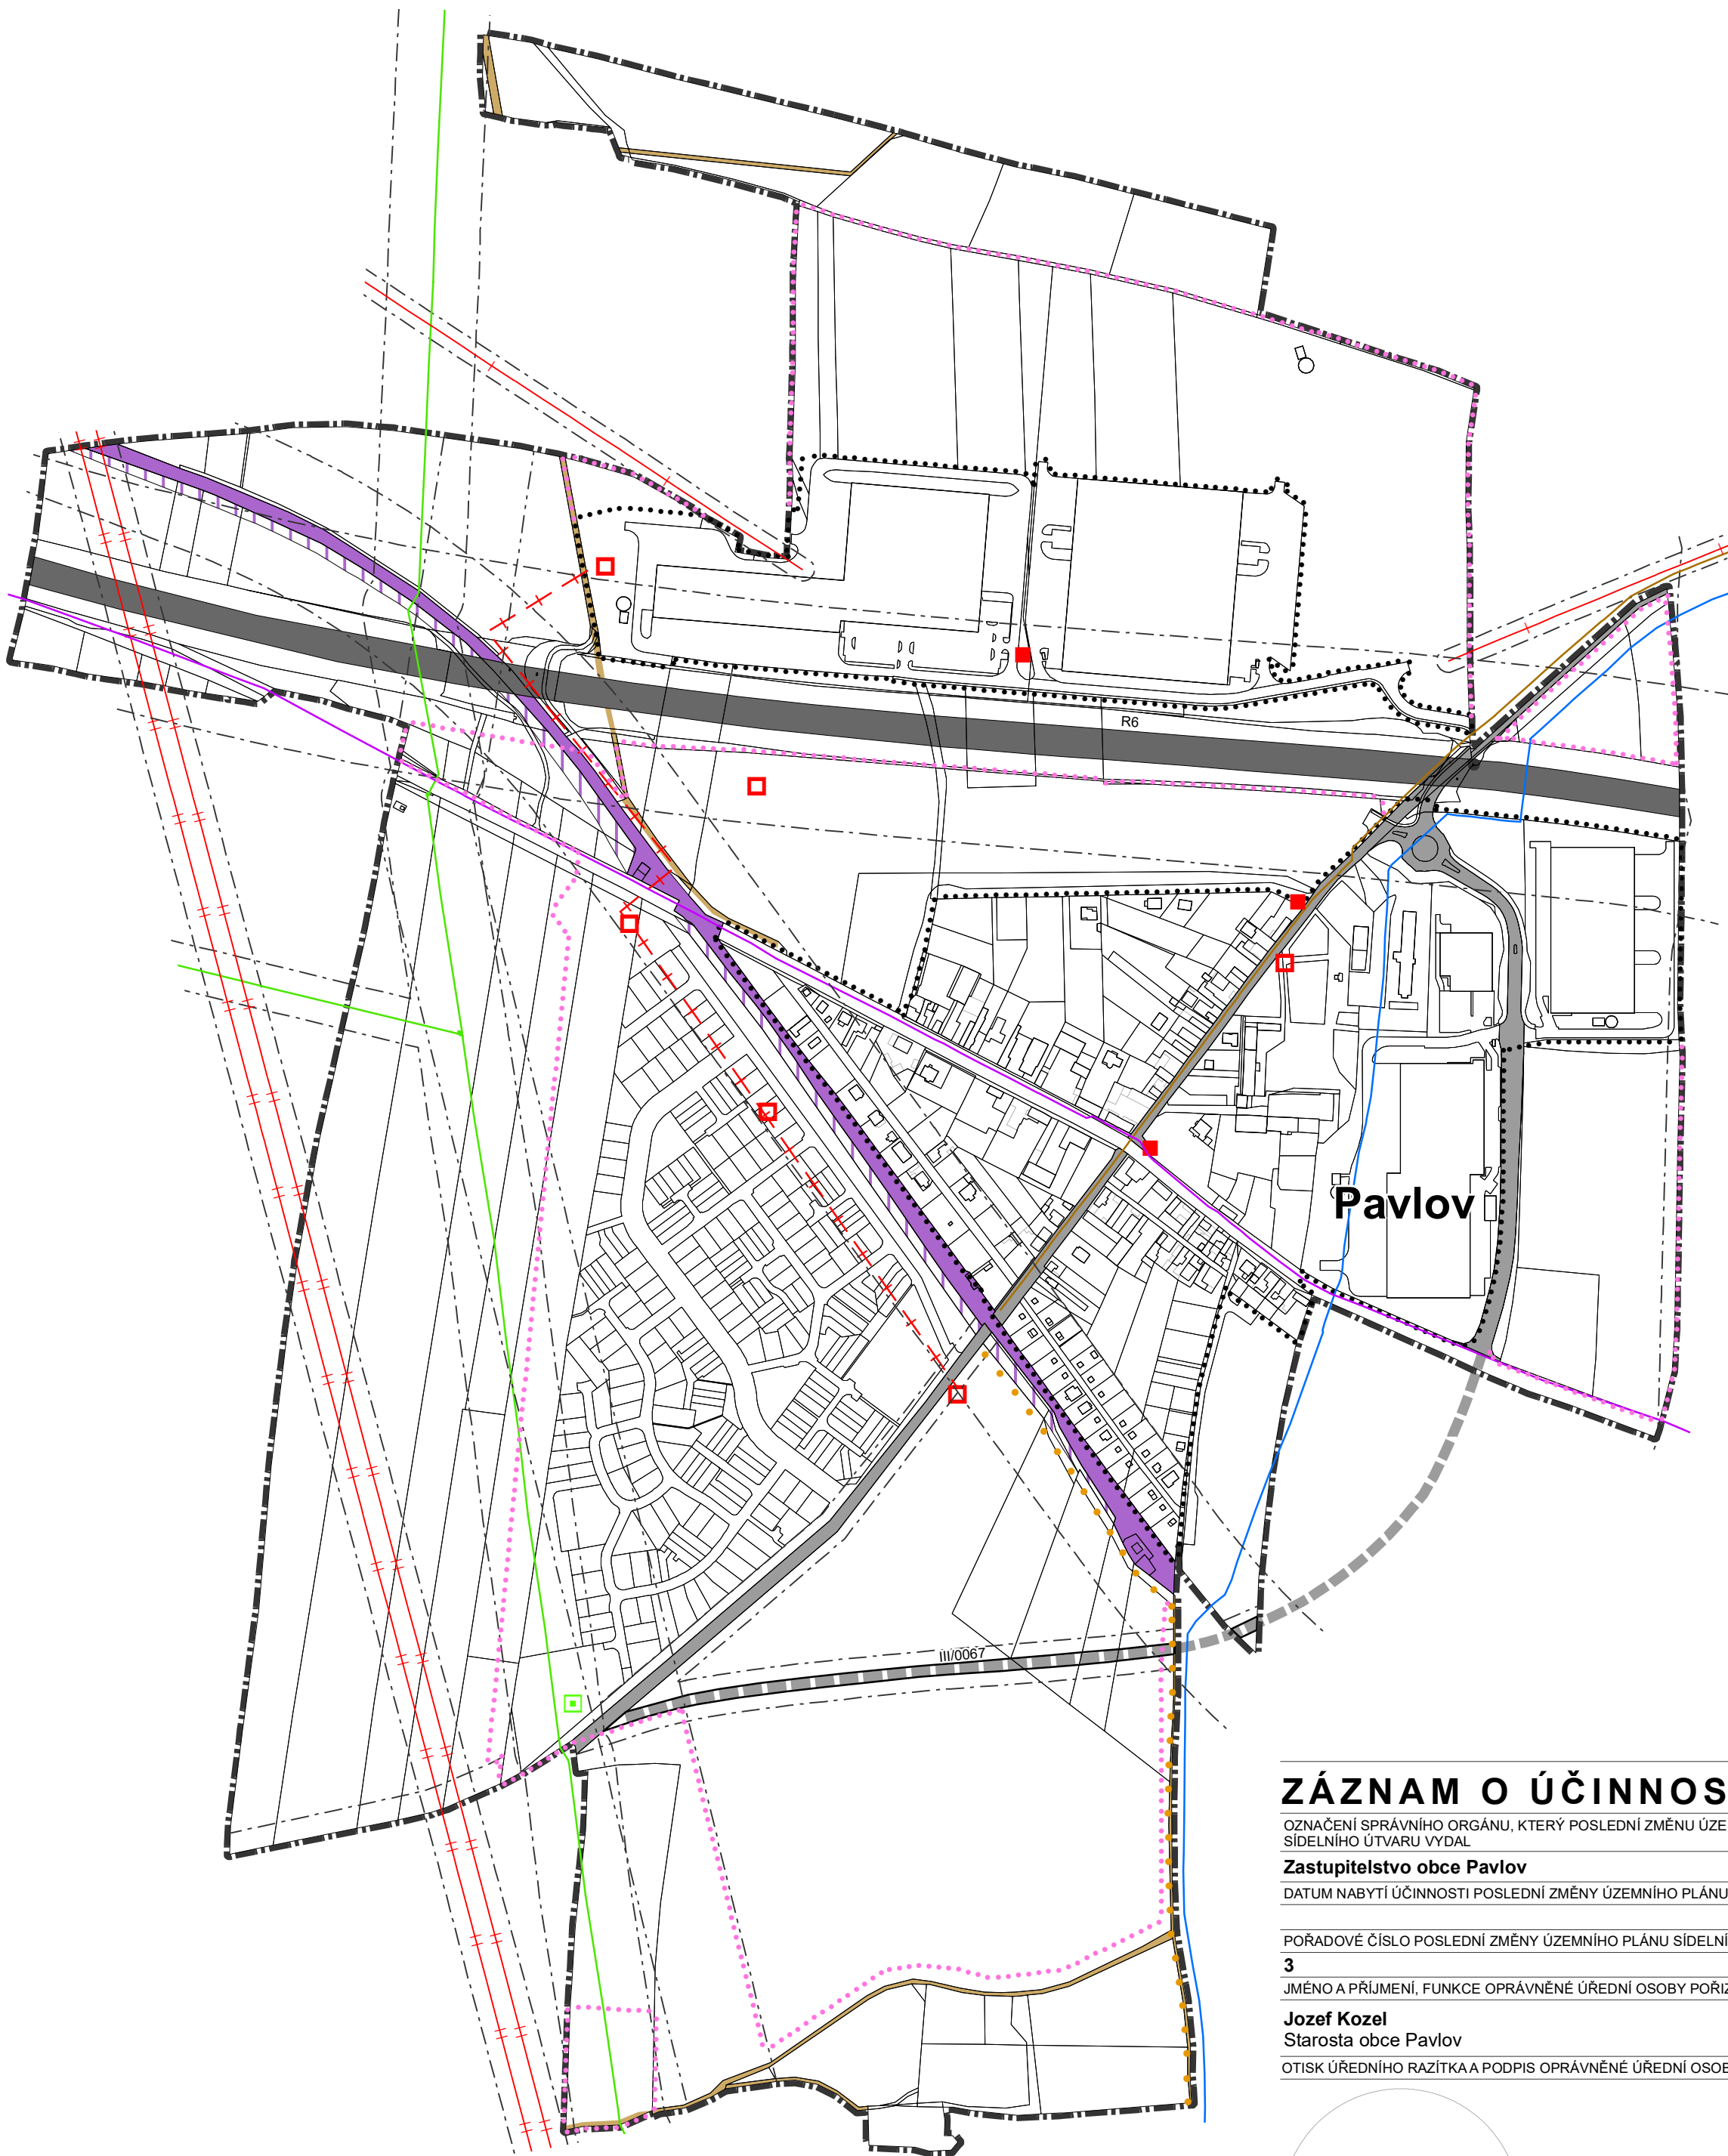 R6
Pavlov
III/0067
ZÁZNAM O ÚČINNOS
OZNAČENÍ SPRÁVNÍHO ORGÁNU, KTERÝ POSLEDNÍ ZMĚNU ÚZE
SÍDELNÍHO ÚTVARU VYDAL
Zastupitelstvo obce Pavlov
DATUM NABYTÍ ÚČINNOSTI POSLEDNÍ ZMĚNY ÚZEMNÍHO PLÁNU
POŘADOVÉ ČÍSLO POSLEDNÍ ZMĚNY ÚZEMNÍHO PLÁNU SÍDELNÍ
3
JMÉNO A PŘÍJMENÍ, FUNKCE OPRÁVNĚNÉ ÚŘEDNÍ OSOBY POŘIZ
Jozef Kozel
Starosta obce Pavlov
OTISK ÚŘEDNÍHO RAZÍTKA A PODPIS OPRÁVNĚNÉ ÚŘEDNÍ OSOB